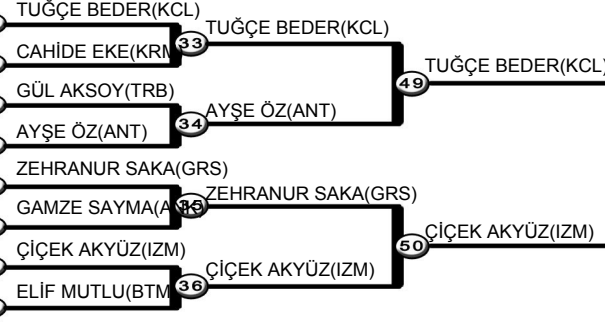 TUĞÇE BEDER(KCL)
CAHİDE EKE(KRM
33
TUĞÇE BEDER(KCL)
GÜL AKSOY(TRB)
AYŞE ÖZ(ANT)
34
AYŞE ÖZ(ANT)
49
TUĞÇE BEDER(KCL)
ZEHRANUR SAKA(GRS)
GAMZE SAYMA(A
35
ZEHRANUR SAKA(GRS)
ÇİÇEK AKYÜZ(IZM)
ELİF MUTLU(BTM
36
ÇİÇEK AKYÜZ(IZM)
50
ÇİÇEK AKYÜZ(IZM)